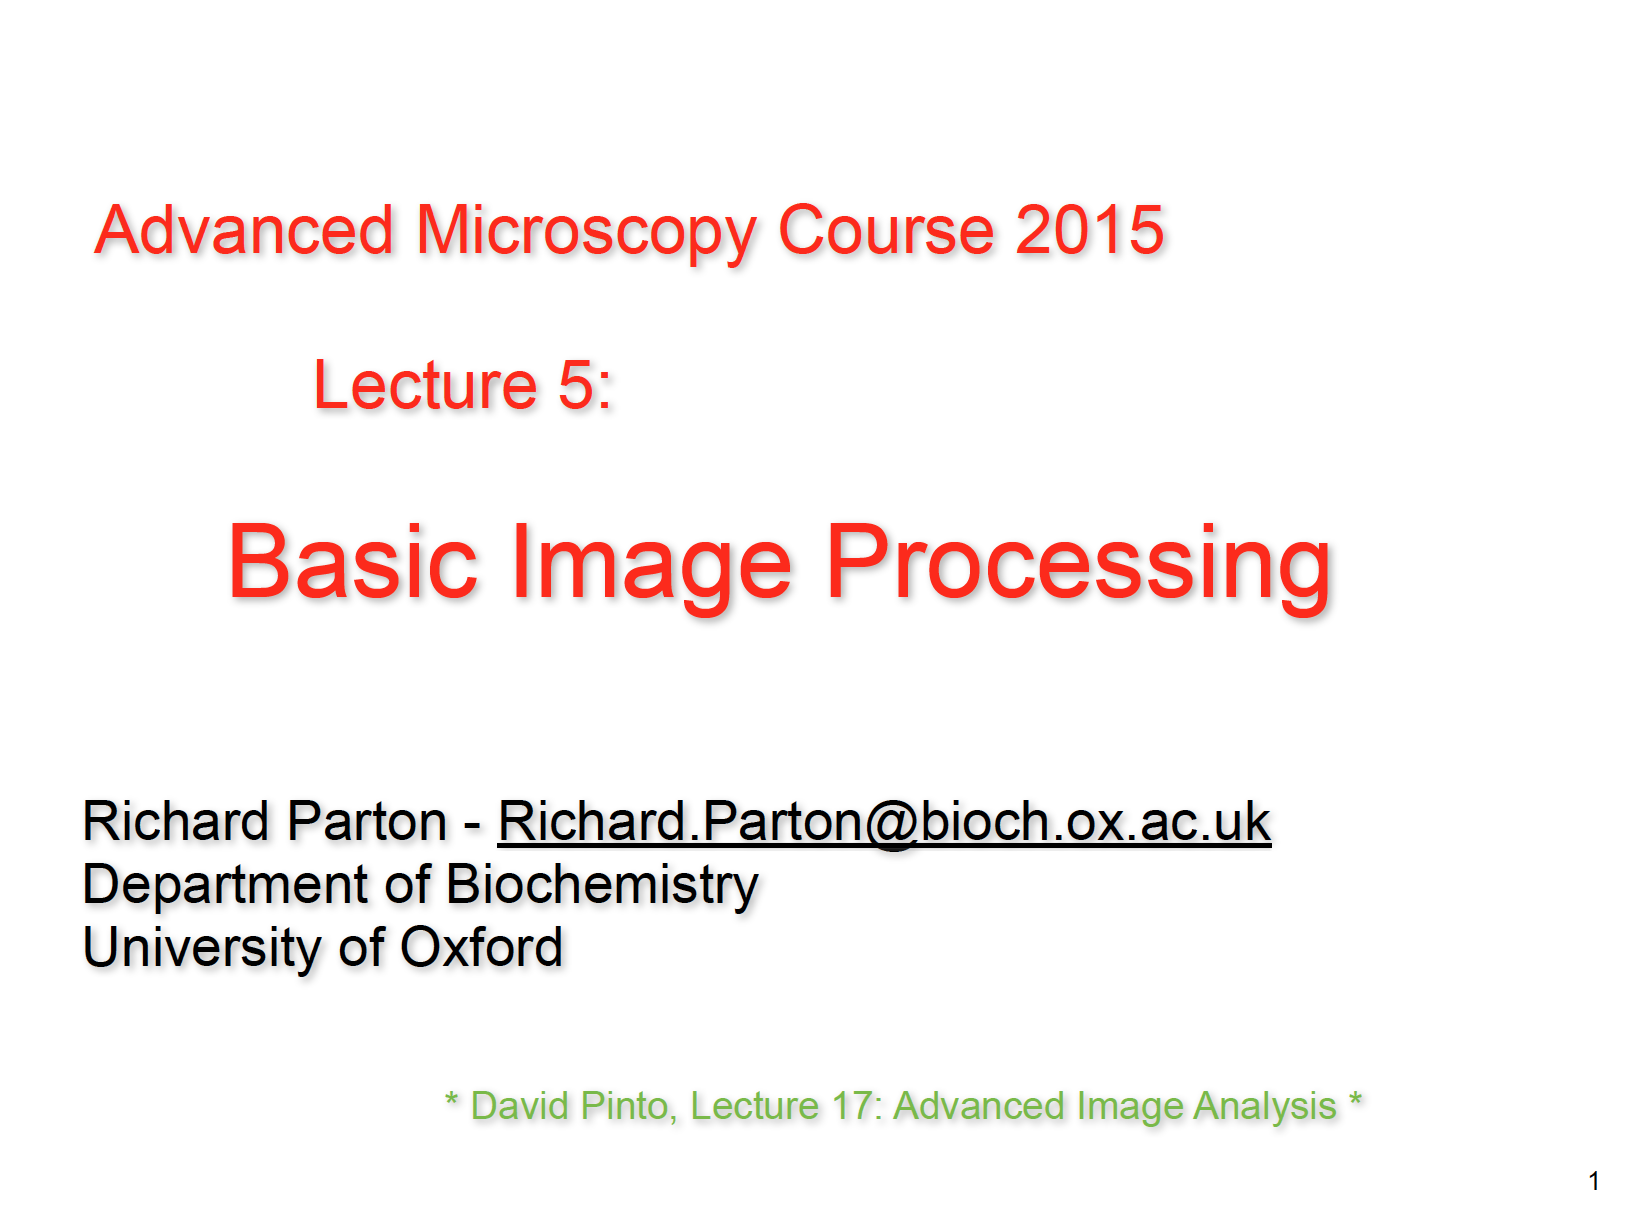 Advanced Microscopy Course 2015
Lecture 5:
Basic Image Processing
Richard Parton - Richard.Parton@bioch.ox.ac.uk
Department of Biochemistry
University of Oxford
* David Pinto, Lecture 17: Advanced Image Analysis *
1